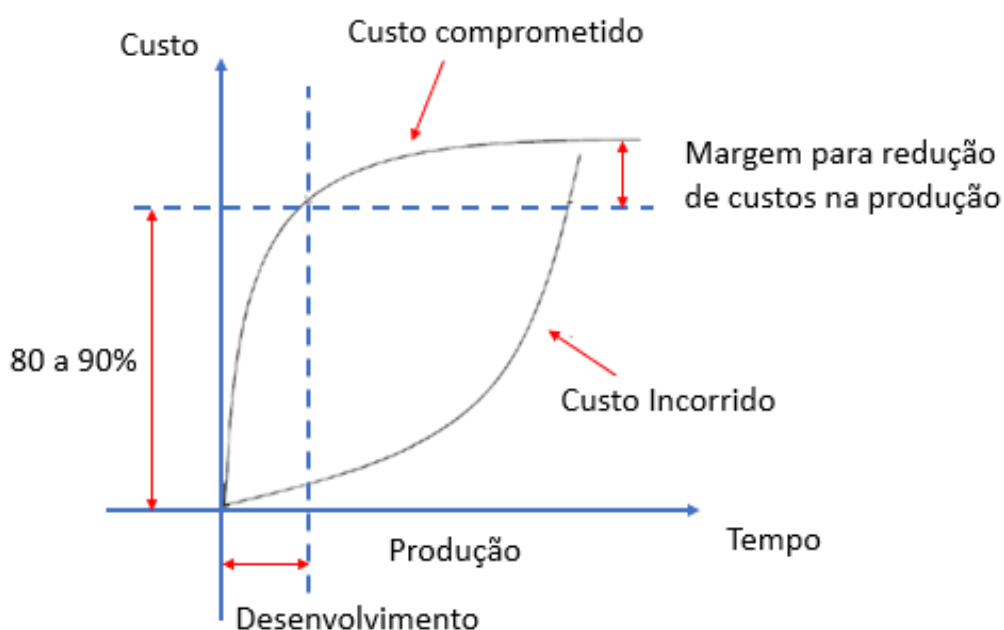 Custo comprometido
Custo
Margem para redução
de custos na produção
80 a 90%
Custo Incorrido
Produção
Tempo
Desenvolvimento